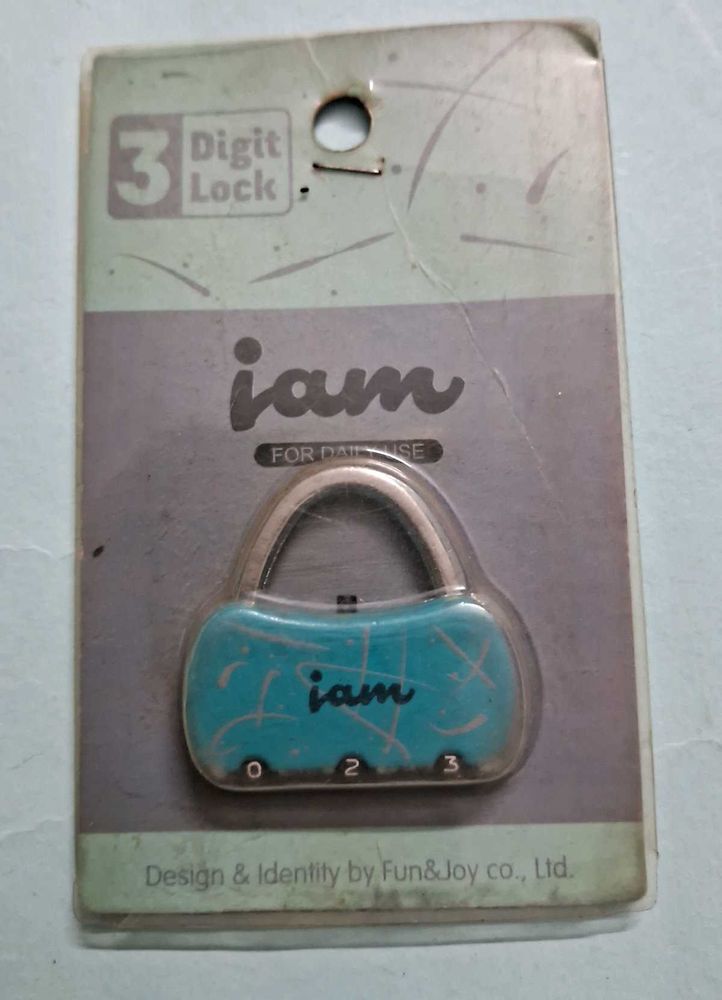 3 Digit
Lock
jam
FOR DAILY USE
jam
0 2 3
Design & Identity by Fun&Joy co., Ltd.